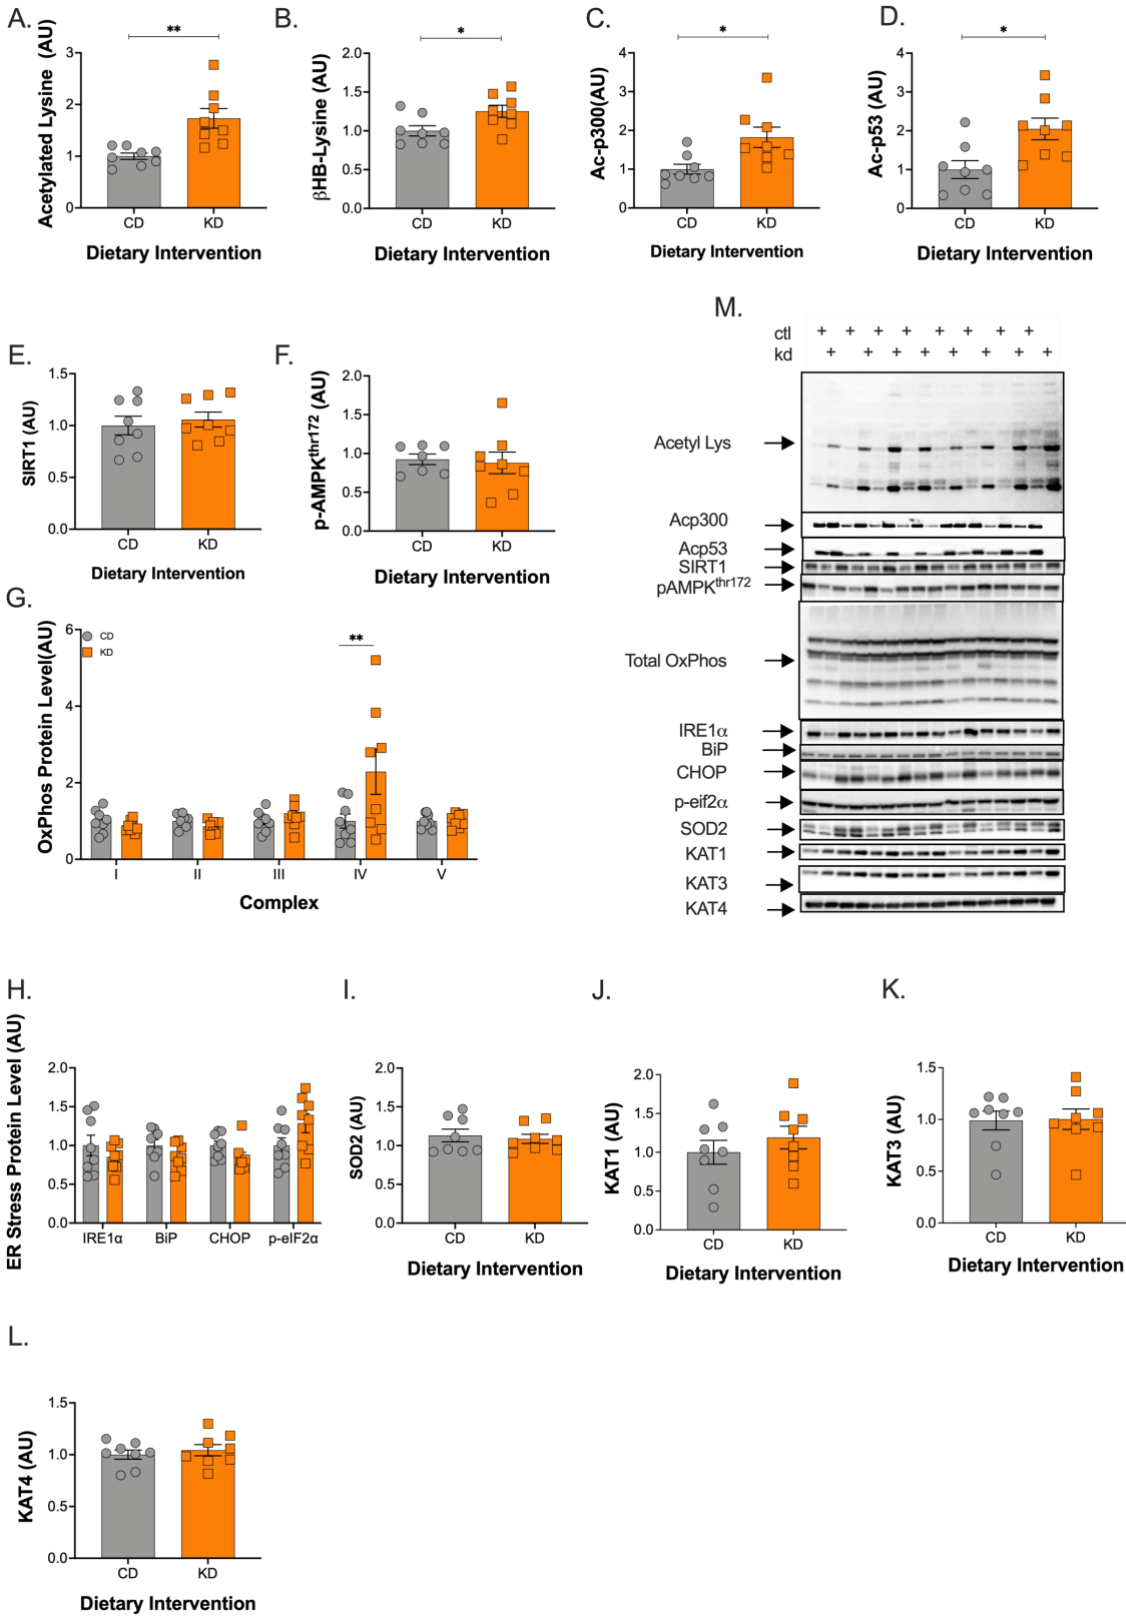 A.
B.
C.
D.
**
*
*
*
Acetylated Lysine (AU)
3
2
1
0
CD
KD
Dietary Intervention
βHB-Lysine (AU)
2.0
1.5
1.0
0.5
0.0
CD
KD
Dietary Intervention
Ac-p300(AU)
4
3
2
1
0
CD
KD
Dietary Intervention
Ac-p53 (AU)
4
3
2
1
0
CD
KD
Dietary Intervention
E.
SIRT1 (AU)
1.5
1.0
0.5
0.0
CD
KD
Dietary Intervention
F.
p-AMPKthr172 (AU)
2.0
1.5
1.0
0.5
0.0
CD
KD
Dietary Intervention
M.
ctl + + + + + + + +
kd + + + + + + + +
Acetyl Lys
Acp300
Acp53
SIRT1
pAMPKthr172
Total OxPhos
IRE1α
BiP
CHOP
p-eif2α
SOD2
KAT1
KAT3
KAT4
G.
OxPhos Protein Level(AU)
6
4
2
0
CD
KD
**
I
II
III
IV
V
Complex
H.
ER Stress Protein Level (AU)
2.0
1.5
1.0
0.5
0.0
IRE1α
BiP
CHOP
p-eIF2α
I.
SOD2 (AU)
2.0
1.5
1.0
0.5
0.0
CD
KD
Dietary Intervention
J.
KAT1 (AU)
2.0
1.5
1.0
0.5
0.0
CD
KD
Dietary Intervention
K.
KAT3 (AU)
1.5
1.0
0.5
0.0
CD
KD
Dietary Intervention
L.
KAT4 (AU)
1.5
1.0
0.5
0.0
CD
KD
Dietary Intervention